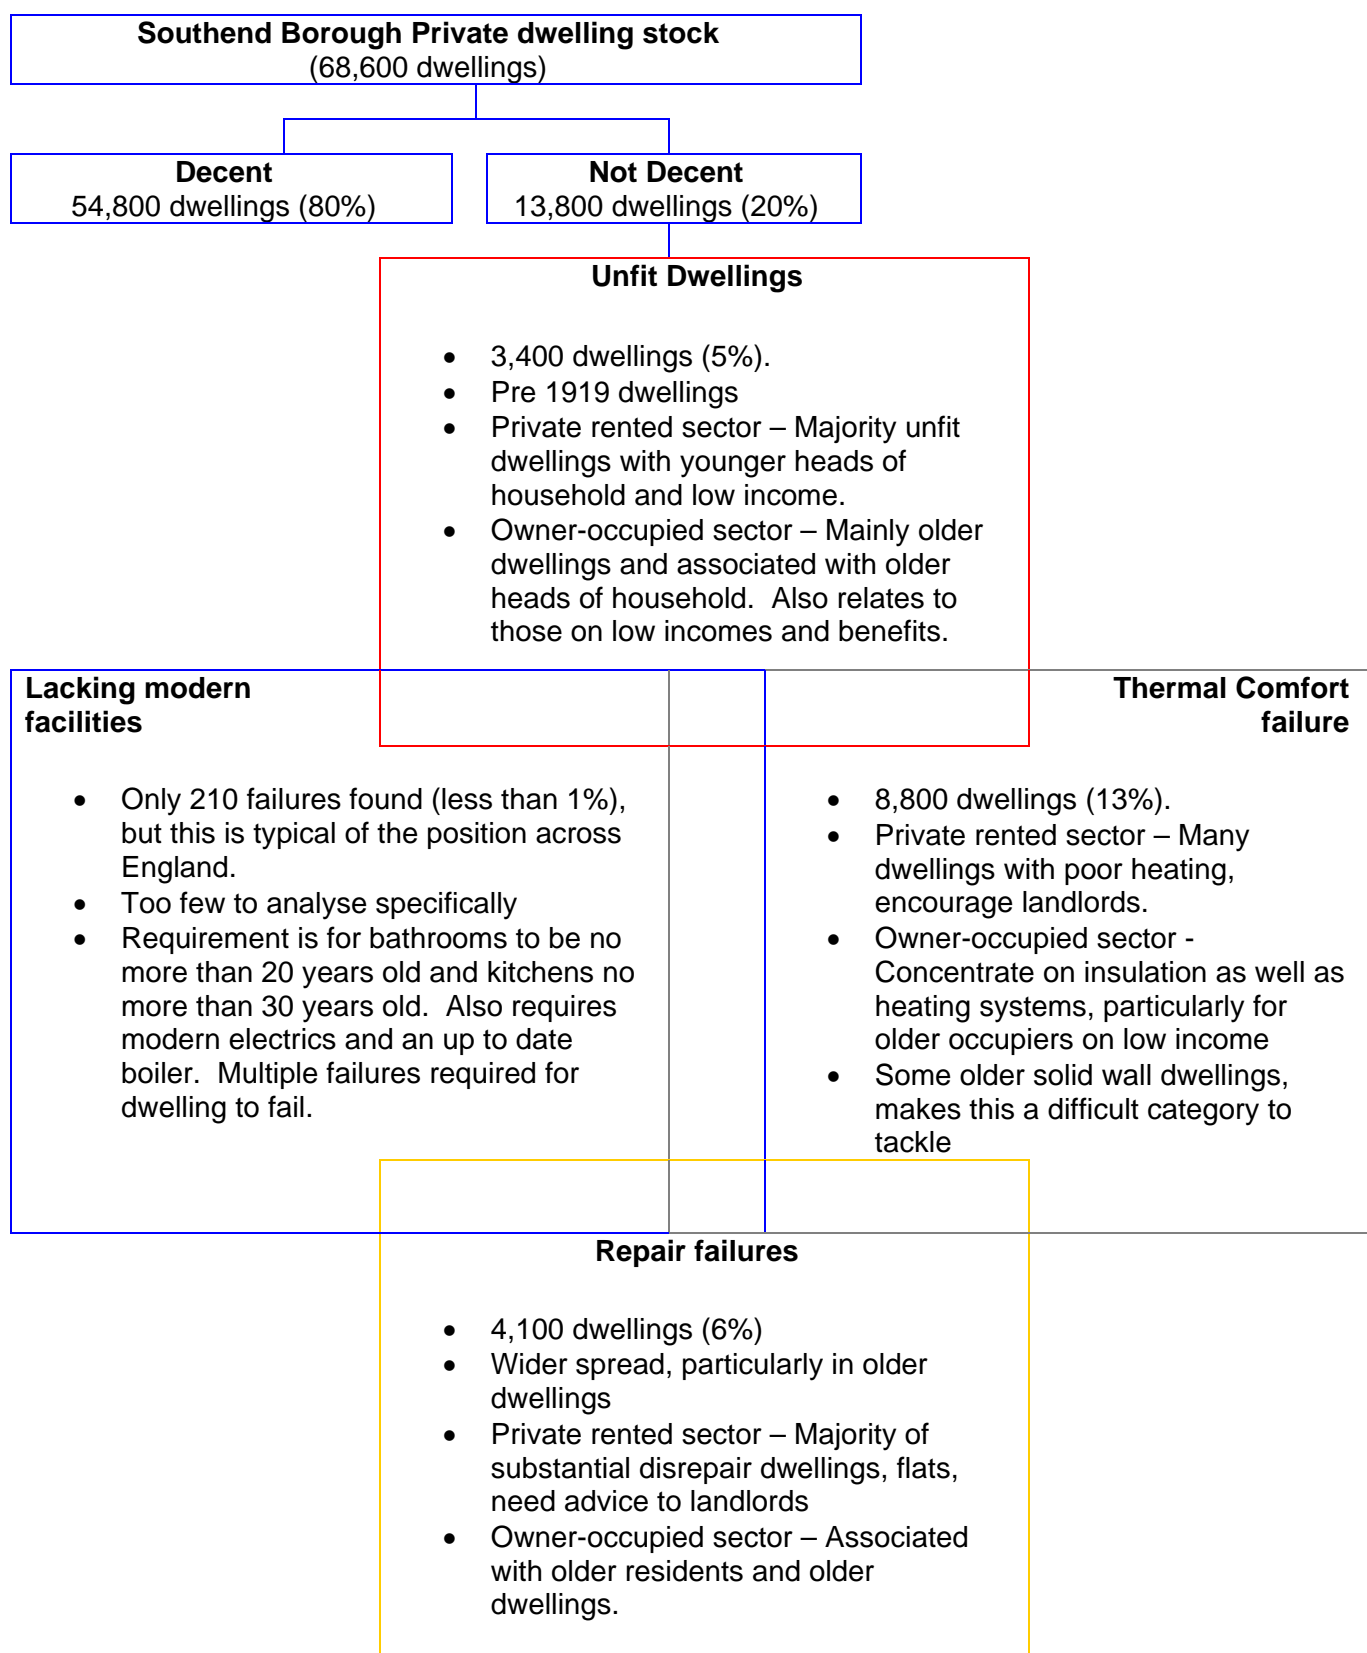 Southend Borough Private dwelling stock
(68,600 dwellings)
Decent
54,800 dwellings (80%)
Not Decent
13,800 dwellings (20%)
Unfit Dwellings
• 3,400 dwellings (5%).
• Pre 1919 dwellings
• Private rented sector – Majority unfit
dwellings with younger heads of
household and low income.
• Owner-occupied sector – Mainly older
dwellings and associated with older
heads of household.  Also relates to
those on low incomes and benefits.
Lacking modern
facilities
• Only 210 failures found (less than 1%),
but this is typical of the position across
England.
• Too few to analyse specifically
• Requirement is for bathrooms to be no
more than 20 years old and kitchens no
more than 30 years old.  Also requires
modern electrics and an up to date
boiler.  Multiple failures required for
dwelling to fail.
Thermal Comfort
failure
• 8,800 dwellings (13%).
• Private rented sector – Many
dwellings with poor heating,
encourage landlords.
• Owner-occupied sector -
Concentrate on insulation as well as
heating systems, particularly for
older occupiers on low income
• Some older solid wall dwellings,
makes this a difficult category to
tackle
Repair failures
• 4,100 dwellings (6%)
• Wider spread, particularly in older
dwellings
• Private rented sector – Majority of
substantial disrepair dwellings, flats,
need advice to landlords
• Owner-occupied sector – Associated
with older residents and older
dwellings.